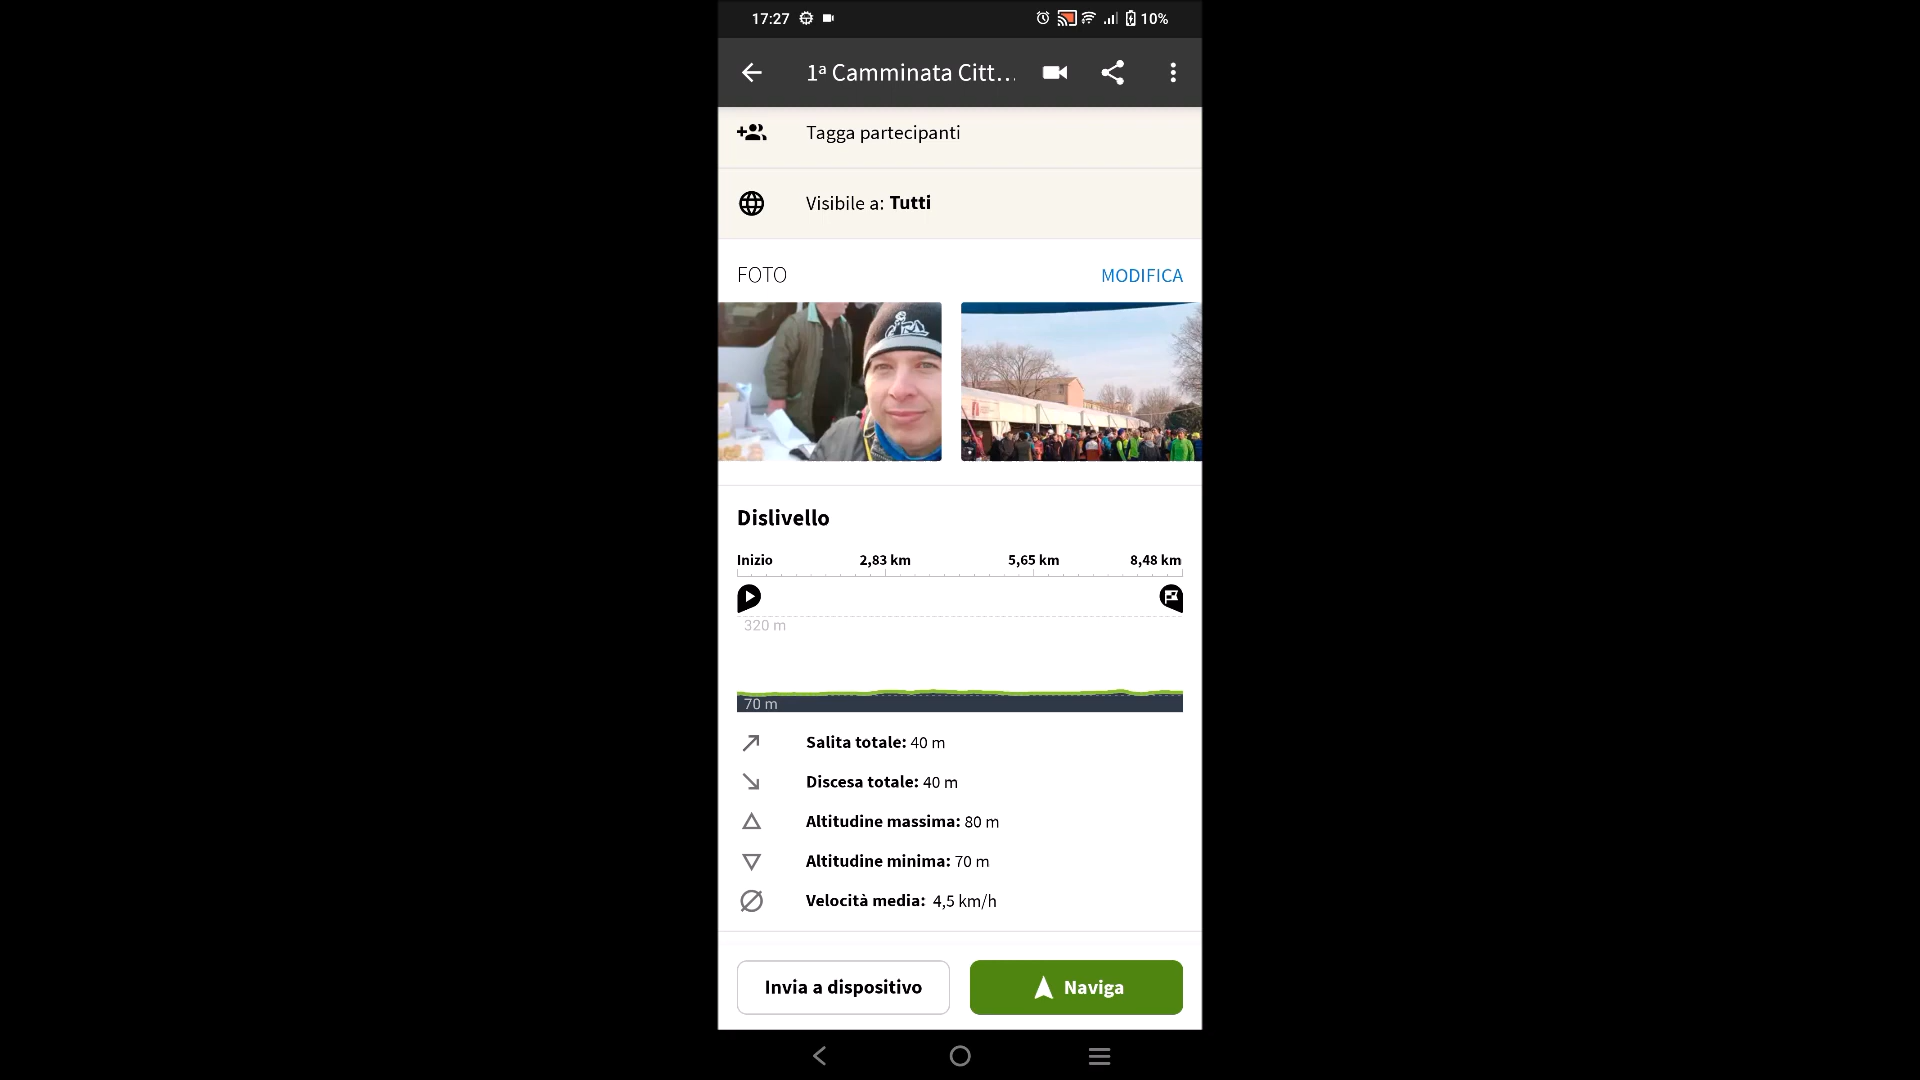 17:27
10%
1ª Camminata Citt...
Tagga partecipanti
Visibile a: Tutti
FOTO
MODIFICA
Dislivello
Inizio 2,83 km 5,65 km 8,48 km
320 m
70 m
Salita totale: 40 m
Discesa totale: 40 m
Altitudine massima: 80 m
Altitudine minima: 70 m
Velocità media: 4,5 km/h
Invia a dispositivo
Naviga